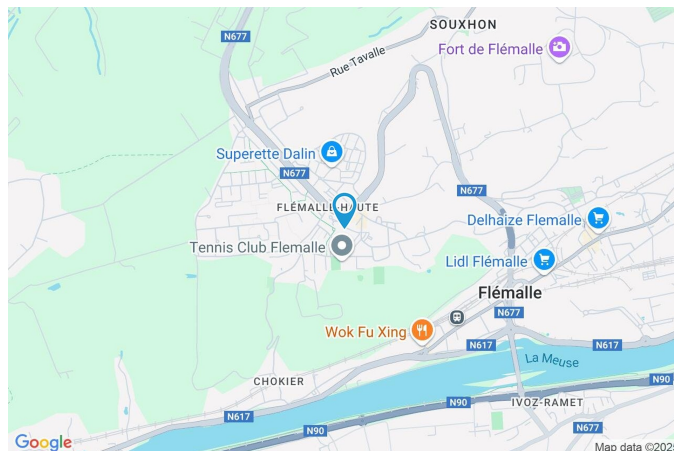 SOUXHON
N677
Fort de Flémalle
Rue Tavalle
N677
Superette Dalin
N677
N677
FLÉMALLE-HAUTE
Delhaize Flemalle
Tennis Club Flemalle
Lidl Flémalle
Flémalle
N677
Wok Fu Xing
N617
N617
La Meuse
CHOKIER
N90
N617
N90
IVOZ-RAMET
N677
Google
Map data ©2025